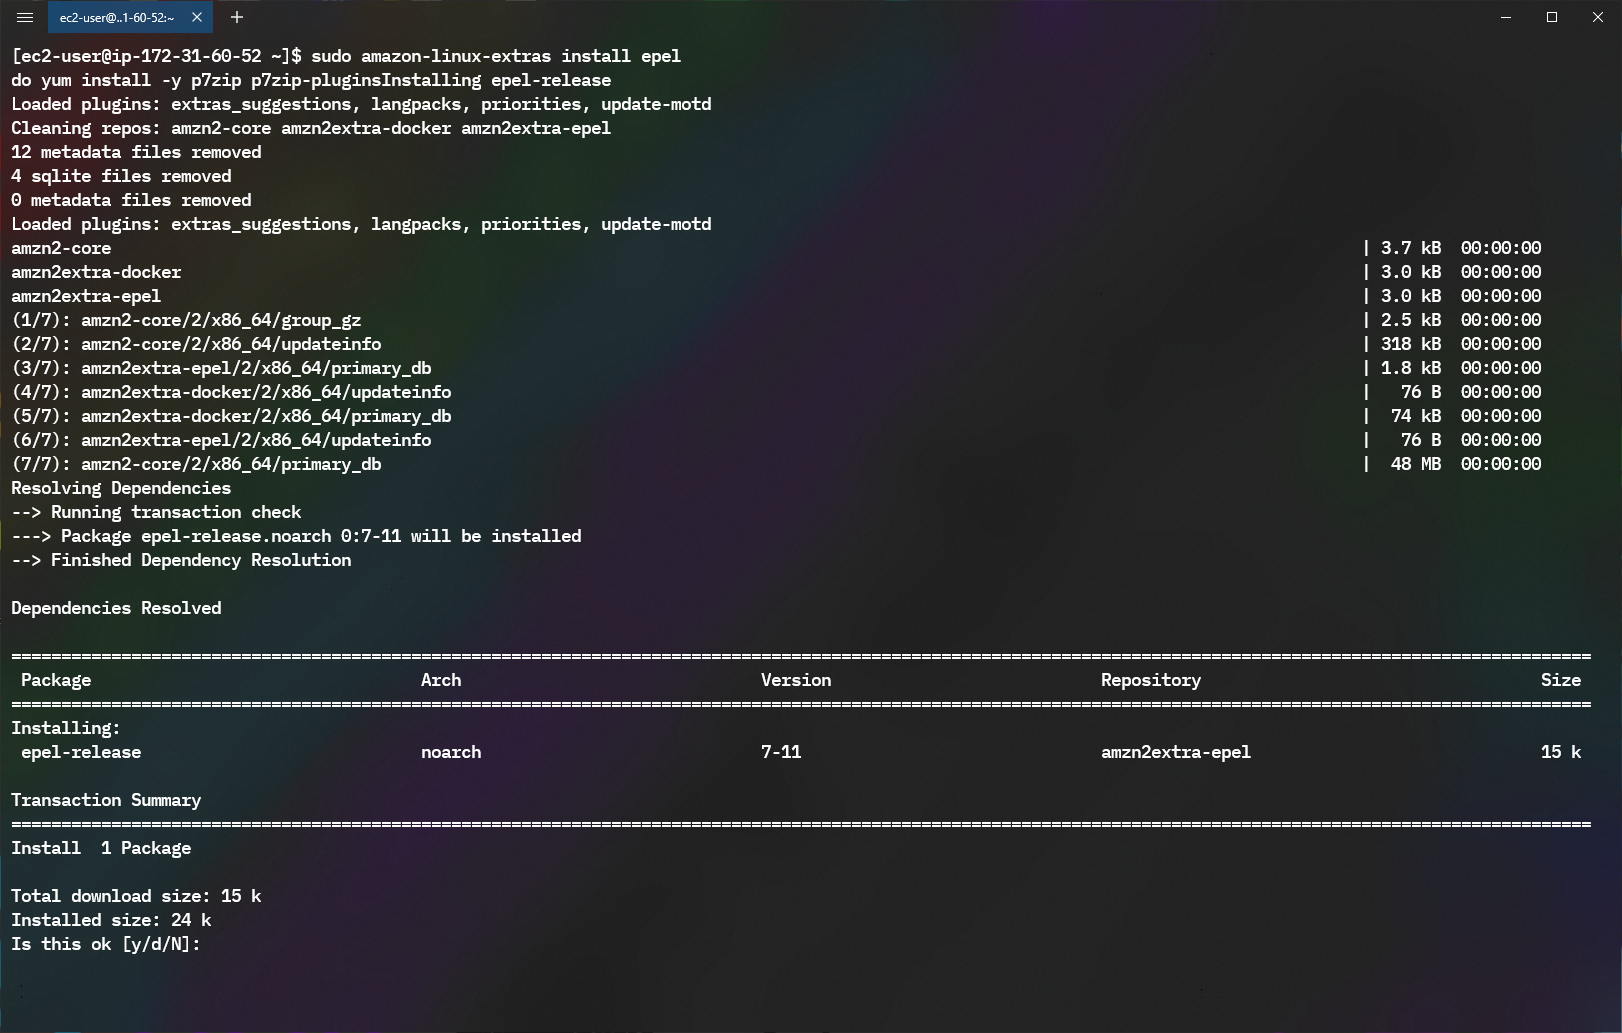 ec2-user@..1-60-52:~
[ec2-user@ip-172-31-60-52 ~]$ sudo amazon-linux-extras install epel
do yum install -y p7zip p7zip-pluginsInstalling epel-release
Loaded plugins: extras_suggestions, langpacks, priorities, update-motd
Cleaning repos: amzn2-core amzn2extra-docker amzn2extra-epel
12 metadata files removed
4 sqlite files removed
0 metadata files removed
Loaded plugins: extras_suggestions, langpacks, priorities, update-motd
amzn2-core | 3.7 kB 00:00:00
amzn2extra-docker | 3.0 kB 00:00:00
amzn2extra-epel | 3.0 kB 00:00:00
(1/7): amzn2-core/2/x86_64/group_gz | 2.5 kB 00:00:00
(2/7): amzn2-core/2/x86_64/updateinfo | 318 kB 00:00:00
(3/7): amzn2extra-epel/2/x86_64/primary_db | 1.8 kB 00:00:00
(4/7): amzn2extra-docker/2/x86_64/updateinfo | 76 B 00:00:00
(5/7): amzn2extra-docker/2/x86_64/primary_db | 74 kB 00:00:00
(6/7): amzn2extra-epel/2/x86_64/updateinfo | 76 B 00:00:00
(7/7): amzn2-core/2/x86_64/primary_db | 48 MB 00:00:00
Resolving Dependencies
--> Running transaction check
---> Package epel-release.noarch 0:7-11 will be installed
--> Finished Dependency Resolution
Dependencies Resolved
Package Arch Version Repository Size
Installing:
epel-release noarch 7-11 amzn2extra-epel 15 k
Transaction Summary
Install 1 Package
Total download size: 15 k
Installed size: 24 k
Is this ok [y/d/N]: